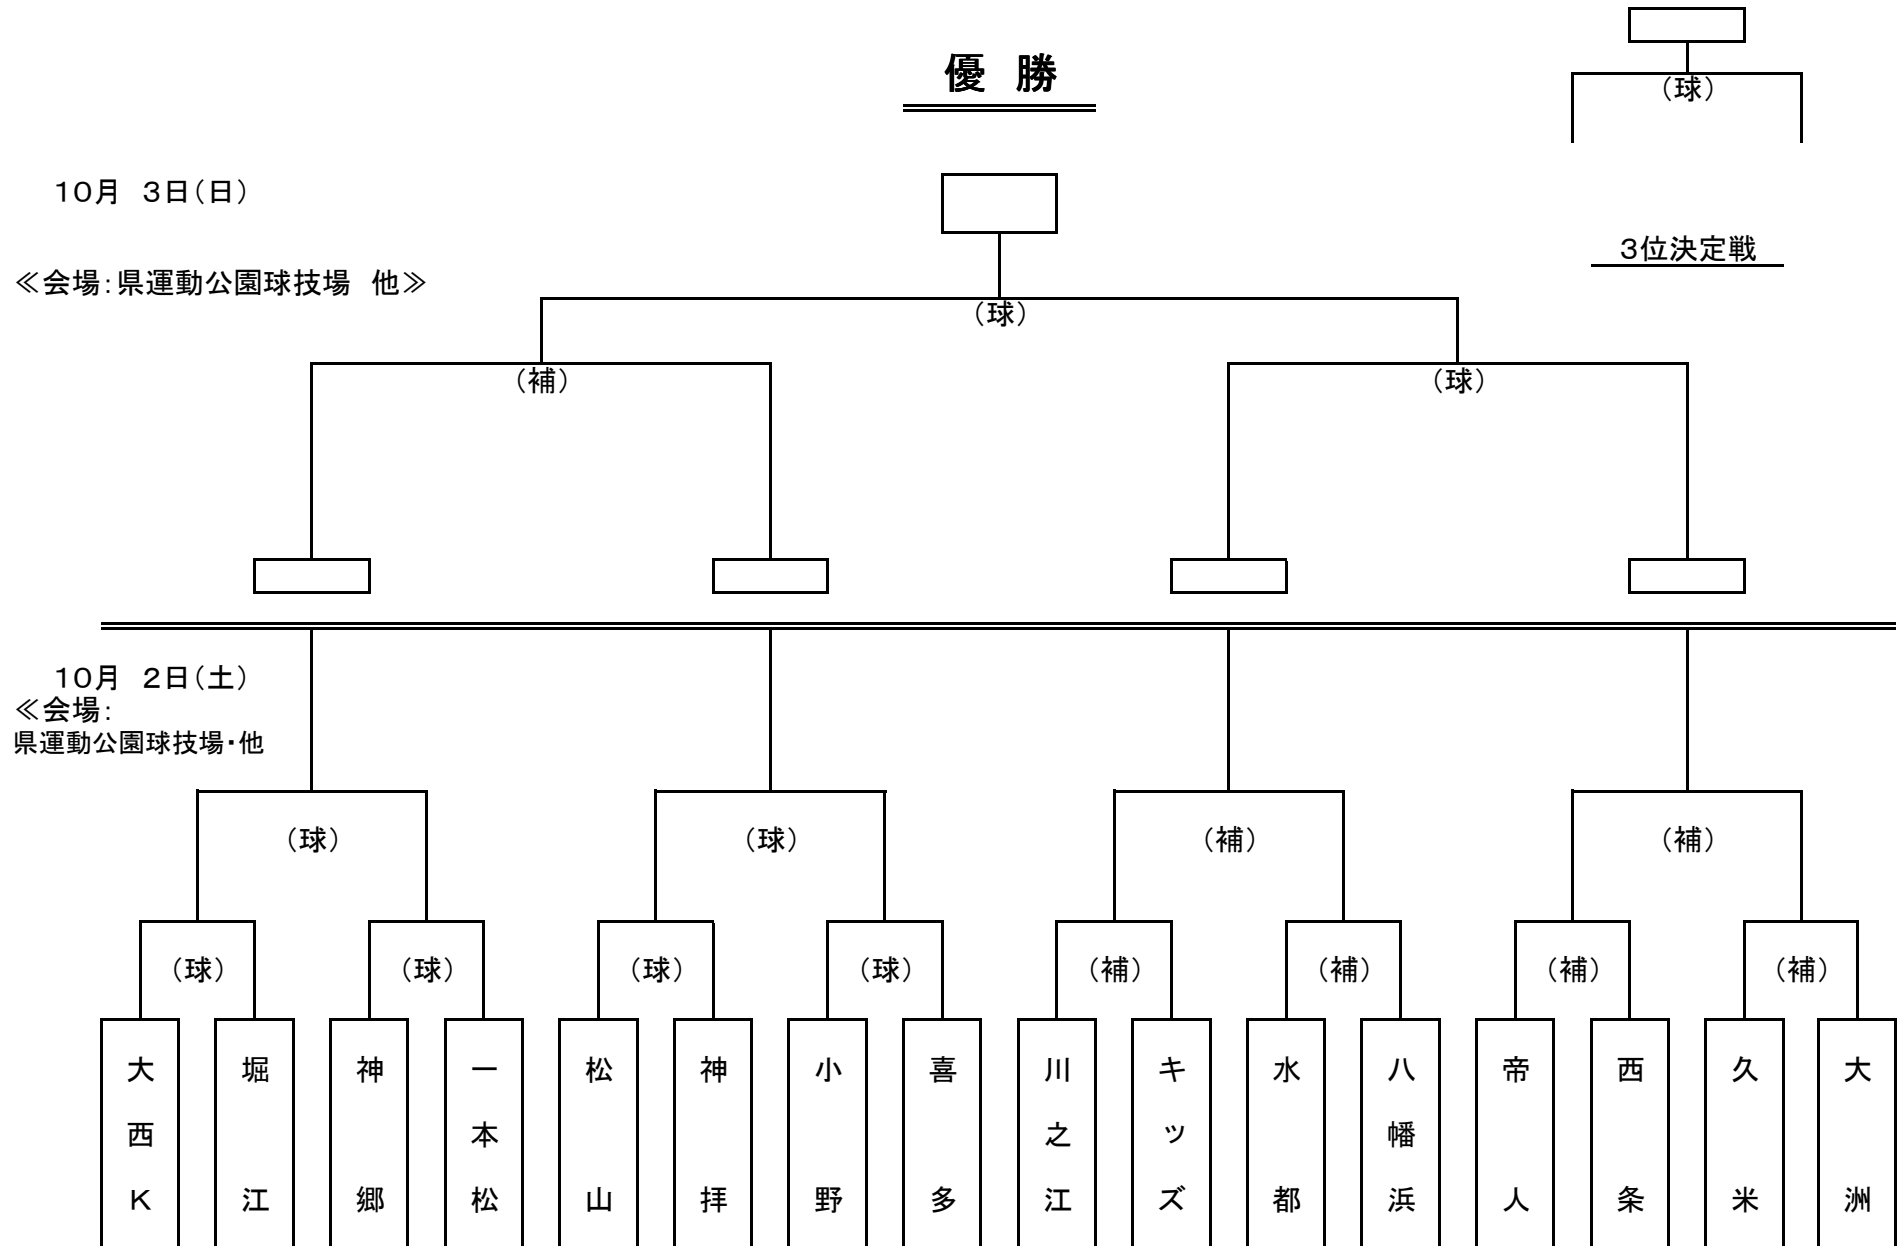 優　勝
（球）
１０月　３日（日）
３位決定戦
≪会場：県運動公園球技場　他≫
（球）
（補）
（球）
１０月　２日（土）
≪会場：
県運動公園球技場・他
（球）
（球）
（補）
（補）
（球）
（球）
（球）
（球）
（補）
（補）
（補）
（補）
大西Ｋ
堀江
神郷
一本松
松山
神拝
小野
喜多
川之江
キッズ
水都
八幡浜
帝人
西条
久米
大洲